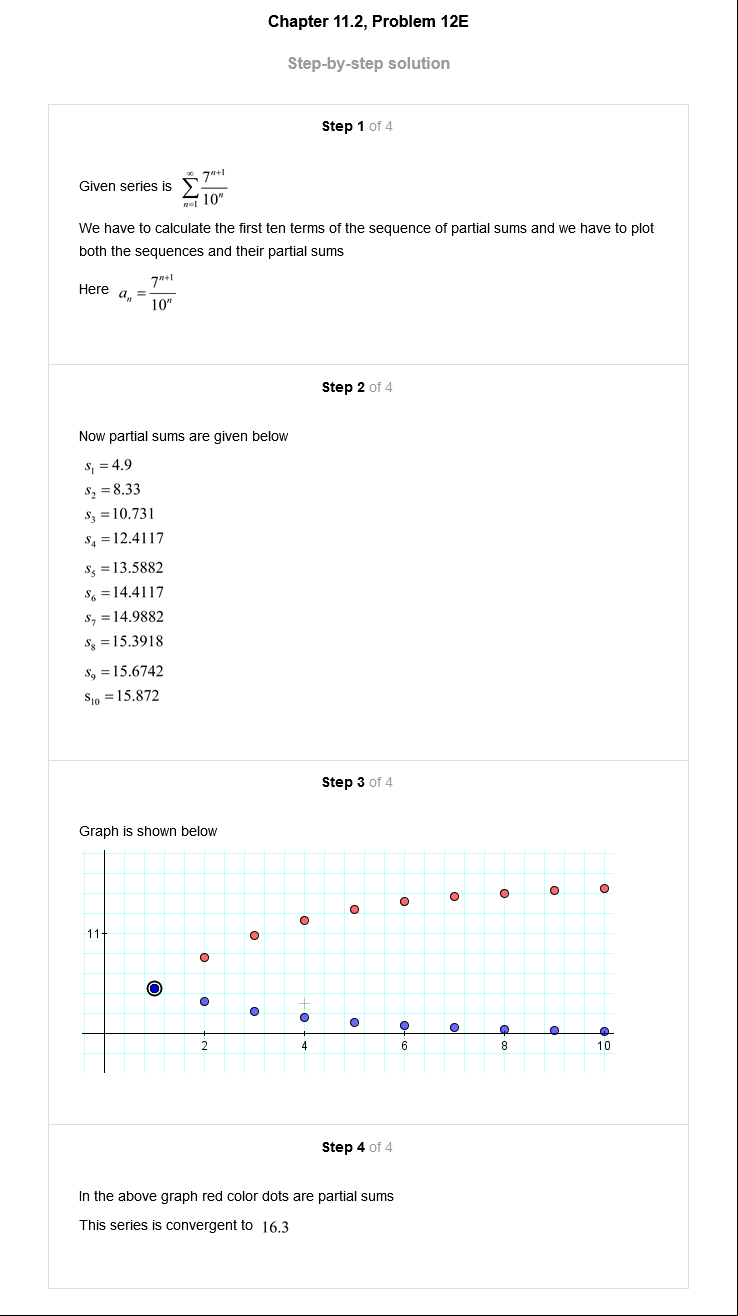 Chapter 11.2, Problem 12E
Step-by-step solution
Step 1 of 4
Given series is ∑_{n=1}^{∞} 7^{n+1}/10^n
We have to calculate the first ten terms of the sequence of partial sums and we have to plot
both the sequences and their partial sums
Here a_n = 7^{n+1}/10^n
Step 2 of 4
Now partial sums are given below
s_1 = 4.9
s_2 = 8.33
s_3 = 10.731
s_4 = 12.4117
s_5 = 13.5882
s_6 = 14.4117
s_7 = 14.9882
s_8 = 15.3918
s_9 = 15.6742
s_10 = 15.872
Step 3 of 4
Graph is shown below
11
2 4 6 8 10
Step 4 of 4
In the above graph red color dots are partial sums
This series is convergent to 16.3